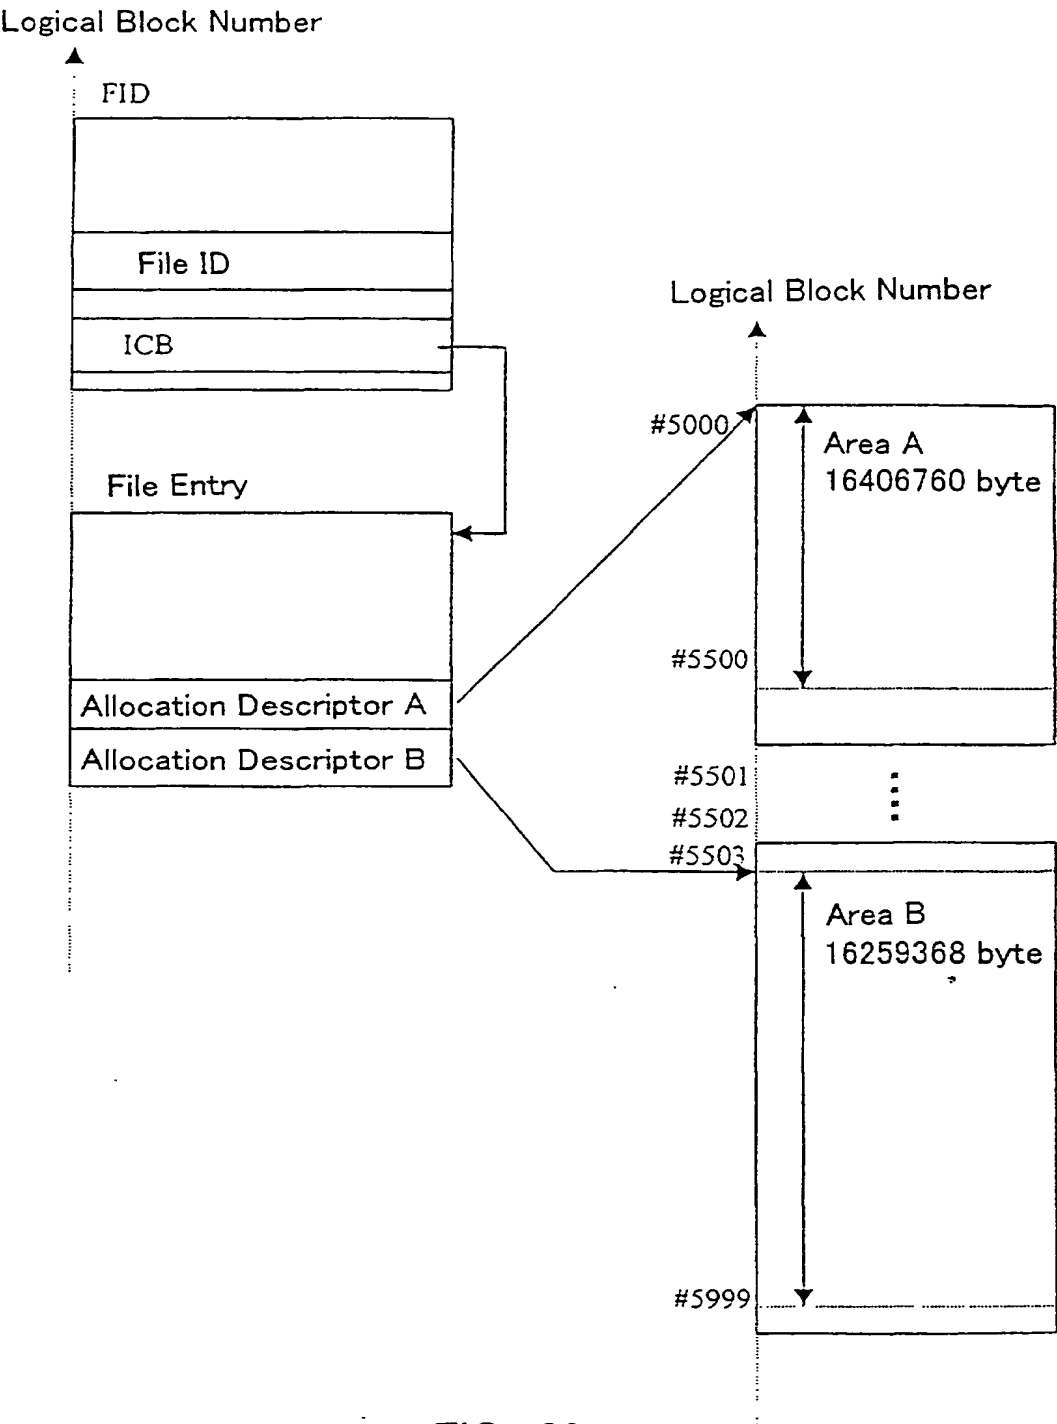 Logical Block Number
FID
File ID
ICB
File Entry
Allocation Descriptor A
Allocation Descriptor B
Logical Block Number
#5000
Area A
16406760 byte
#5500
#5501
#5502
#5503
Area B
16259368 byte
#5999